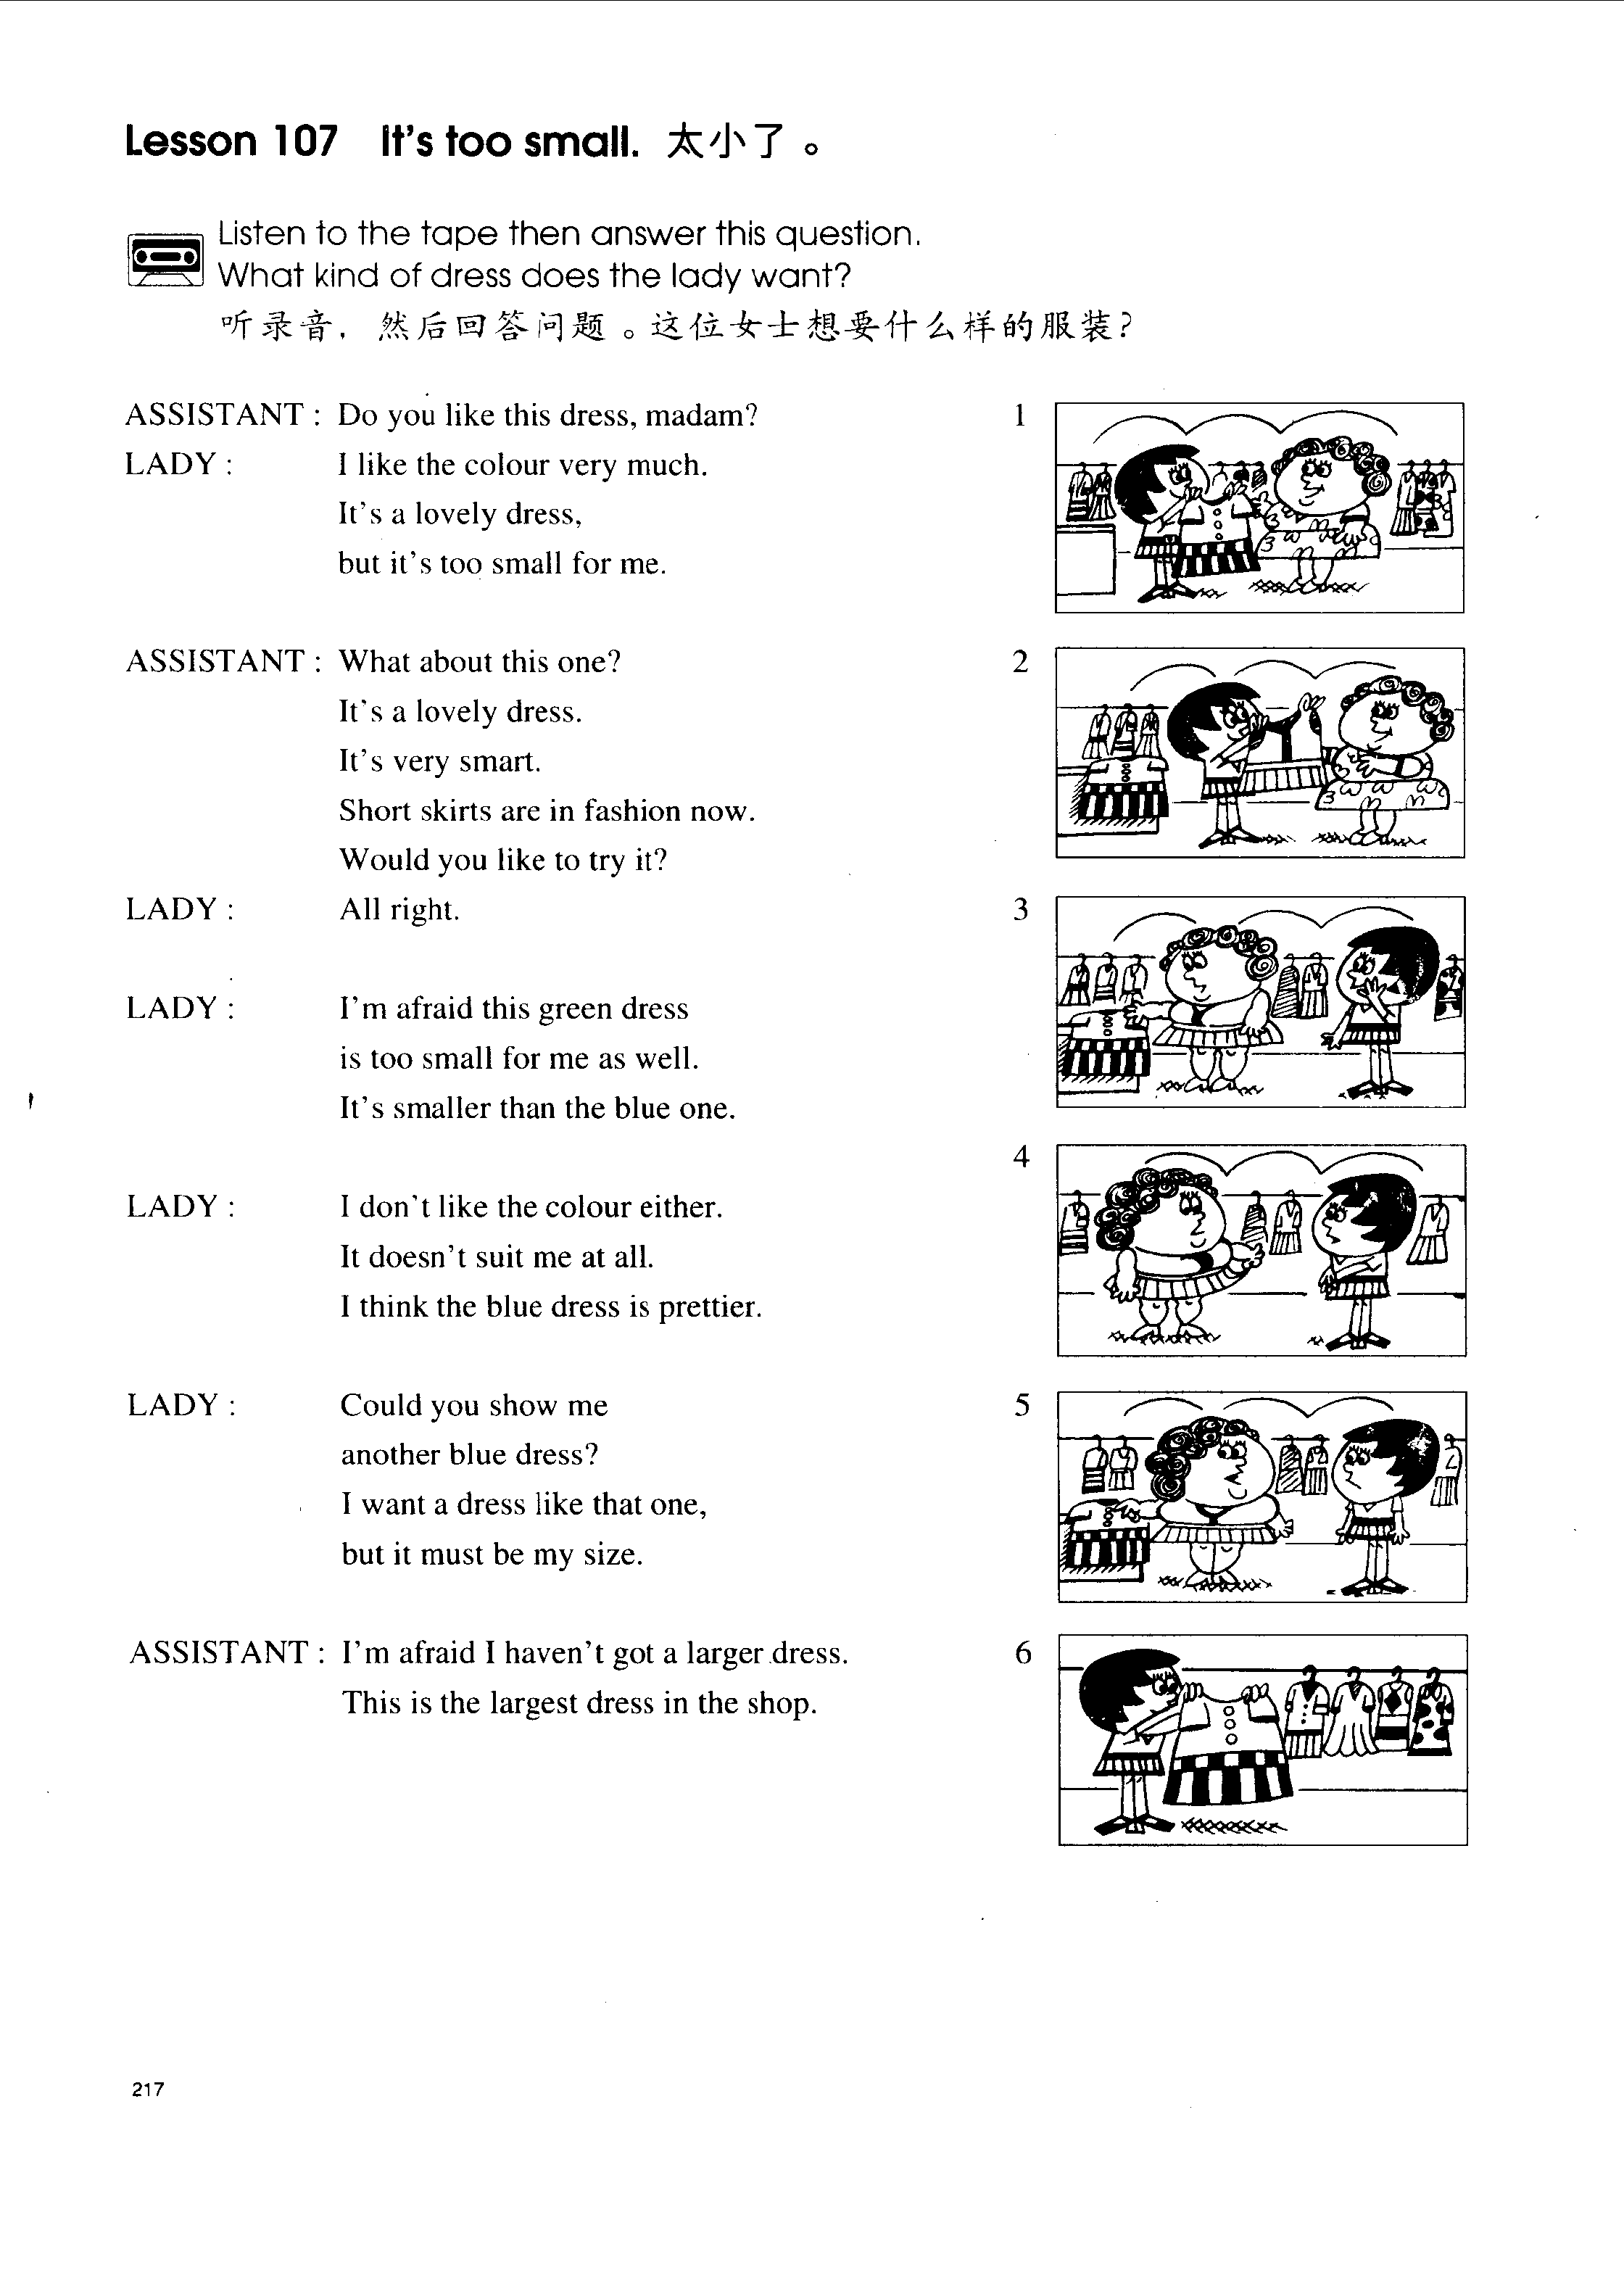 Lesson 107 It's too small. 太小了。
Listen to the tape then answer this question.
What kind of dress does the lady want?
听录音，然后回答问题。这位女士想要什么样的服装？
ASSISTANT : Do you like this dress, madam?
1
LADY : I like the colour very much.
It's a lovely dress,
but it's too small for me.
ASSISTANT : What about this one?
2
It's a lovely dress.
It's very smart.
Short skirts are in fashion now.
Would you like to try it?
LADY : All right.
3
LADY : I'm afraid this green dress
is too small for me as well.
It's smaller than the blue one.
4
LADY : I don't like the colour either.
It doesn't suit me at all.
I think the blue dress is prettier.
LADY : Could you show me
5
another blue dress?
I want a dress like that one,
but it must be my size.
ASSISTANT : I'm afraid I haven't got a larger dress.
6
This is the largest dress in the shop.
217